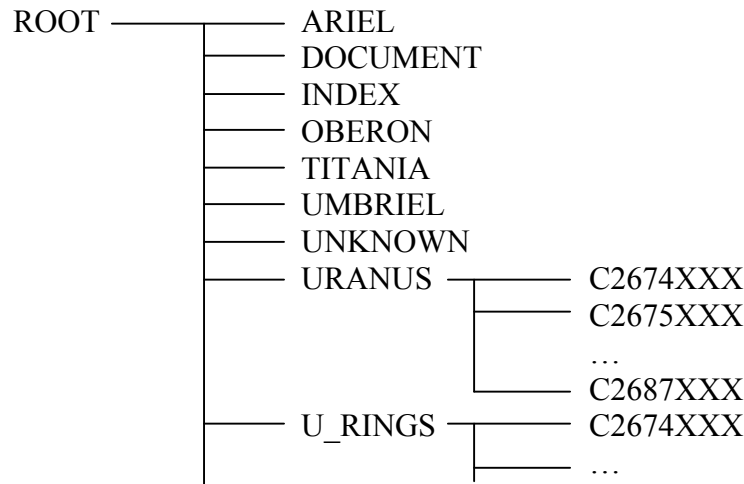 ROOT ARIEL
DOCUMENT
INDEX
OBERON
TITANIA
UMBRIEL
UNKNOWN
URANUS C2674XXX
C2675XXX
…
C2687XXX
U_RINGS C2674XXX
…